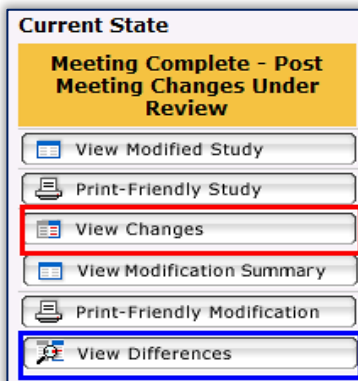 Current State
Meeting Complete - Post
Meeting Changes Under
Review
View Modified Study
Print-Friendly Study
View Changes
View Modification Summary
Print-Friendly Modification
View Differences